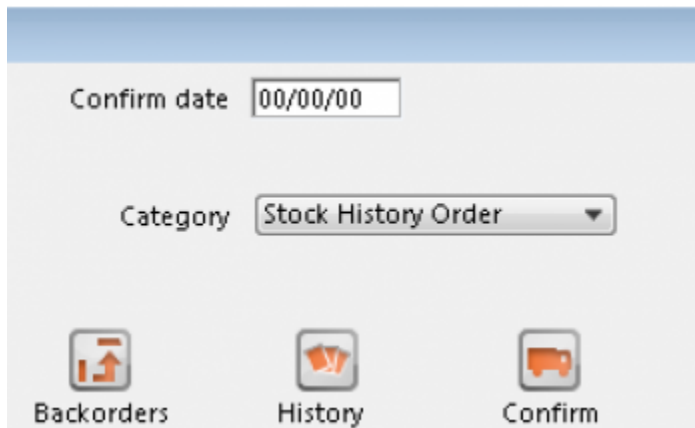 Confirm date 00/00/00
Category Stock History Order
Backorders History Confirm